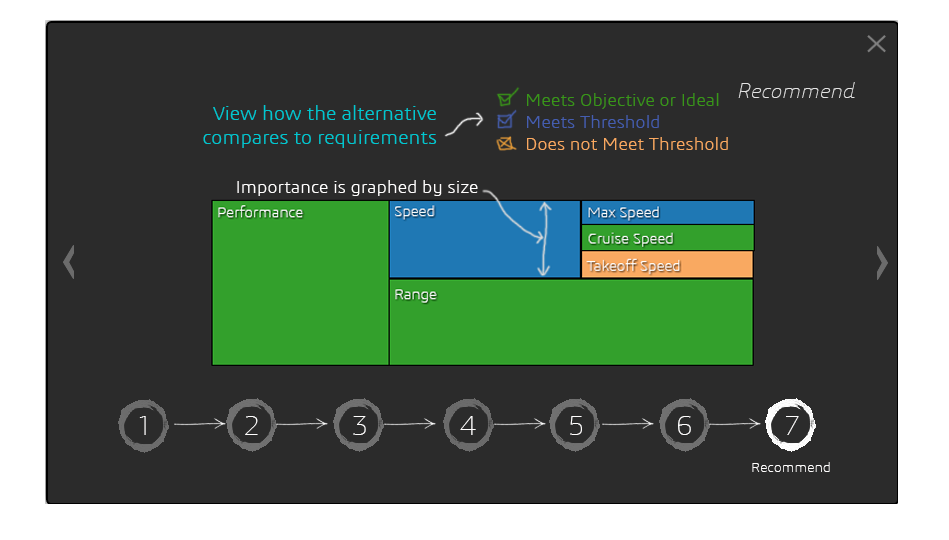 Recommend
View how the alternative
compares to requirements
Meets Objective or Ideal
Meets Threshold
Does not Meet Threshold
Importance is graphed by size
Performance
Speed
Max Speed
Cruise Speed
Takeoff Speed
Range
1
2
3
4
5
6
7
Recommend